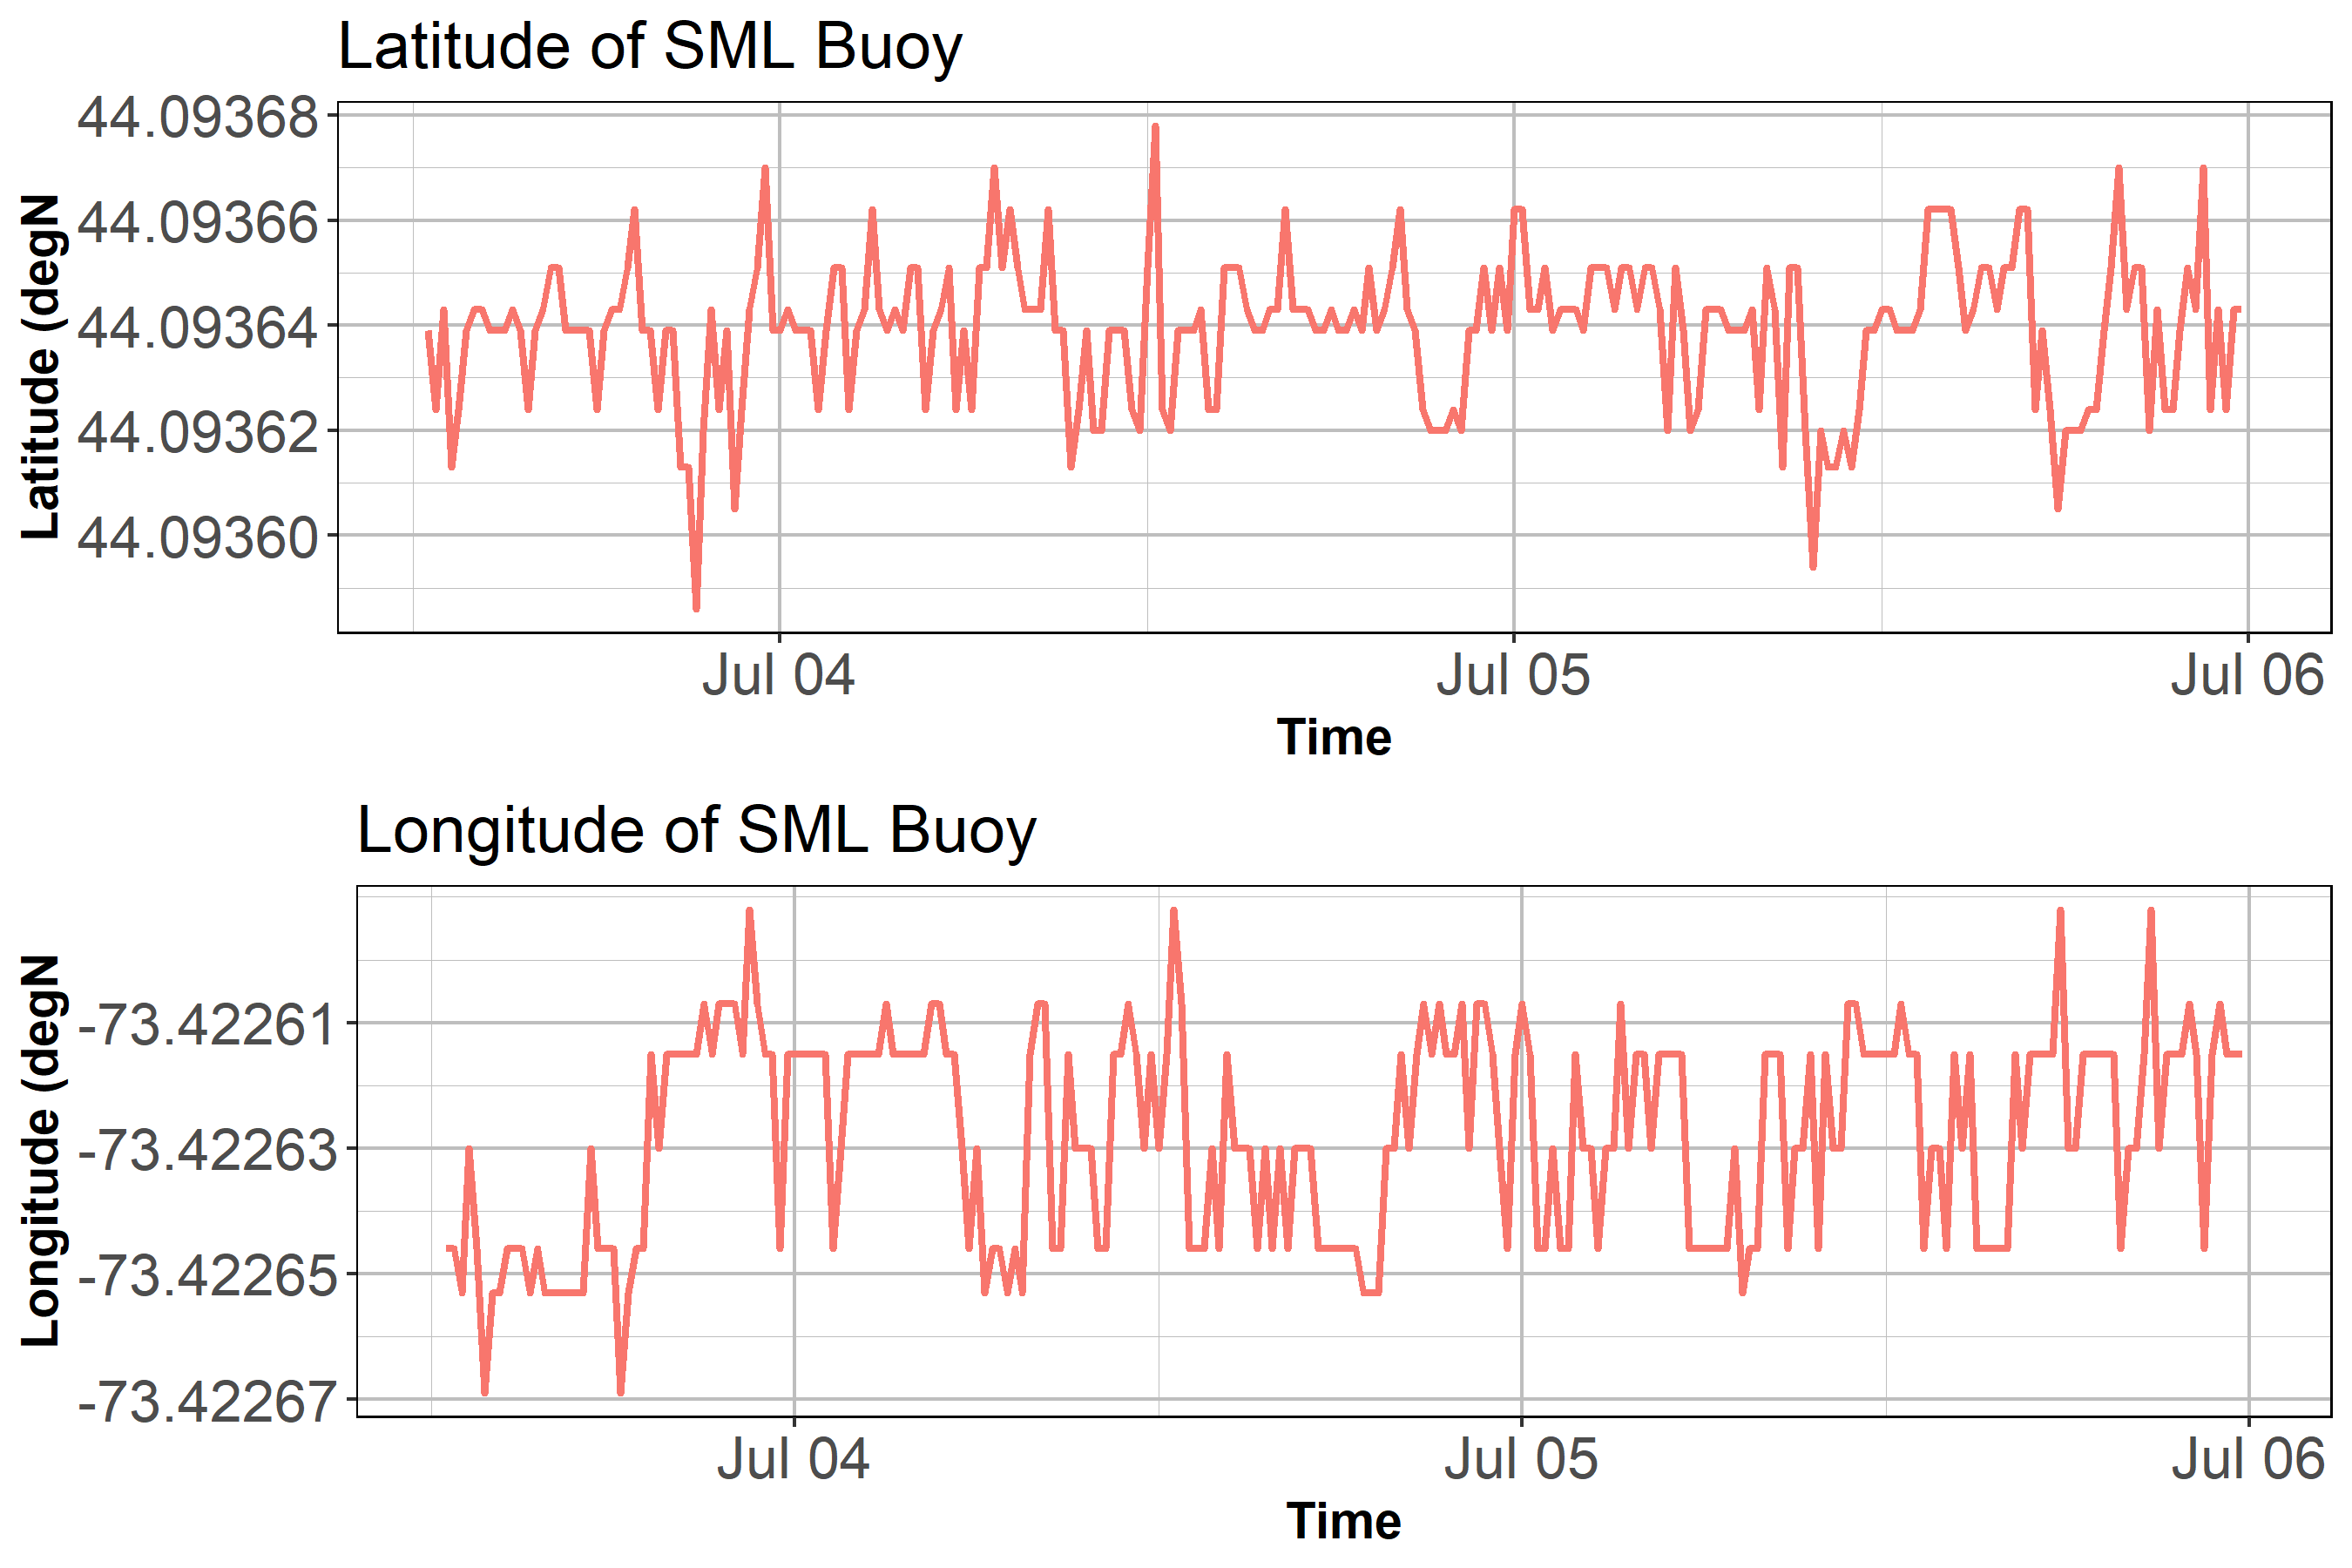 Latitude of SML Buoy
44.09368
44.09366
44.09364
44.09362
44.09360
Latitude (degN
Jul 04 Jul 05 Jul 06
Time
Longitude of SML Buoy
-73.42261
-73.42263
-73.42265
-73.42267
Longitude (degN
Jul 04 Jul 05 Jul 06
Time